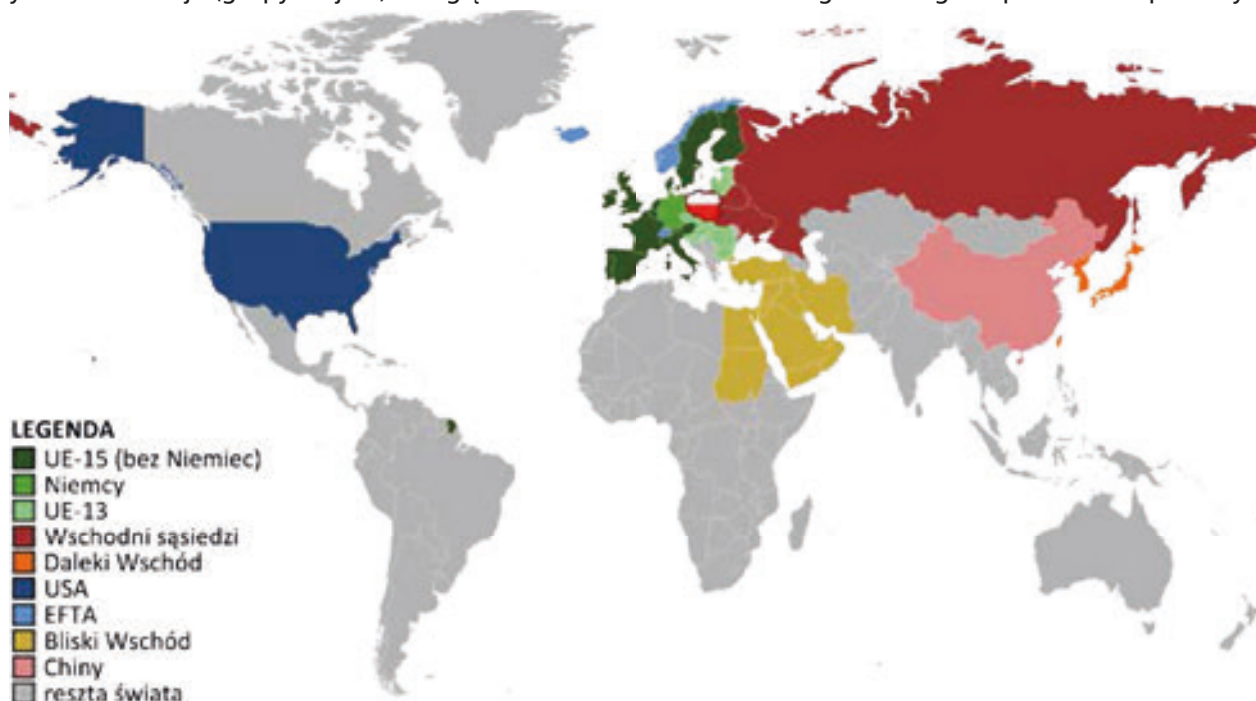 LEGENDA
UE-15 (bez Niemiec)
Niemcy
UE-13
Wschodni sąsiedzi
Daleki Wschód
USA
EFTA
Bliski Wschód
Chiny
reszta świata